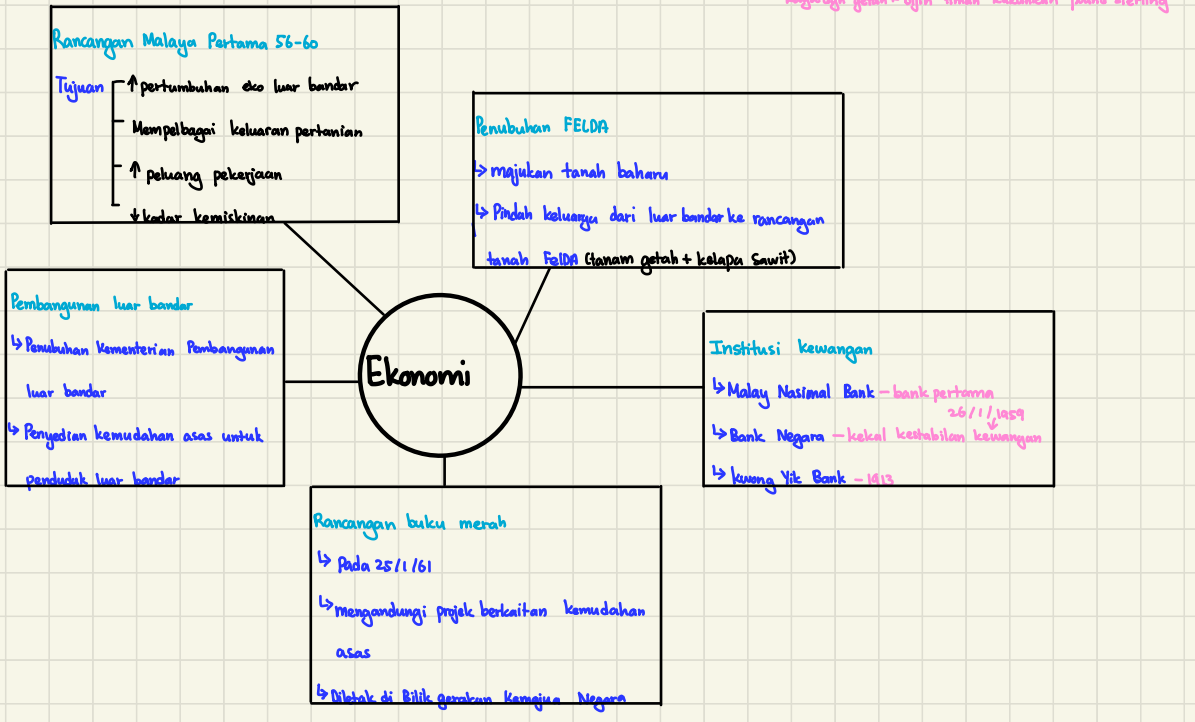 Rancangan Malaya Pertama 56-60
Tujuan
↑ pertumbuhan eko luar bandar
Mempelbagai keluaran pertanian
↑ peluang pekerjaan
↓ kadar kemiskinan
Penubuhan FELDA
↳ majukan tanah baharu
↳ Pindah keluarga dari luar bandar ke rancangan
tanah FElDA (tanam getah + kelapa sawit)
Pembangunan luar bandar
↳ Penubuhan Kementerian Pembangunan
luar bandar
↳ Penyedian kemudahan asas untuk
penduduk luar bandar
Ekonomi
Institusi kewangan
↳ Malay Nasimal Bank - bank pertama
26/1/1959
↳ Bank Negara - kekal kestabilan kewangan
↳ kwong Yik Bank - 1913
Rancangan buku merah
↳ Pada 25/1/61
↳ mengandungi projek berkaitan kemudahan
asas
↳ Diletak di Bilik gerakan Kemajua Negara